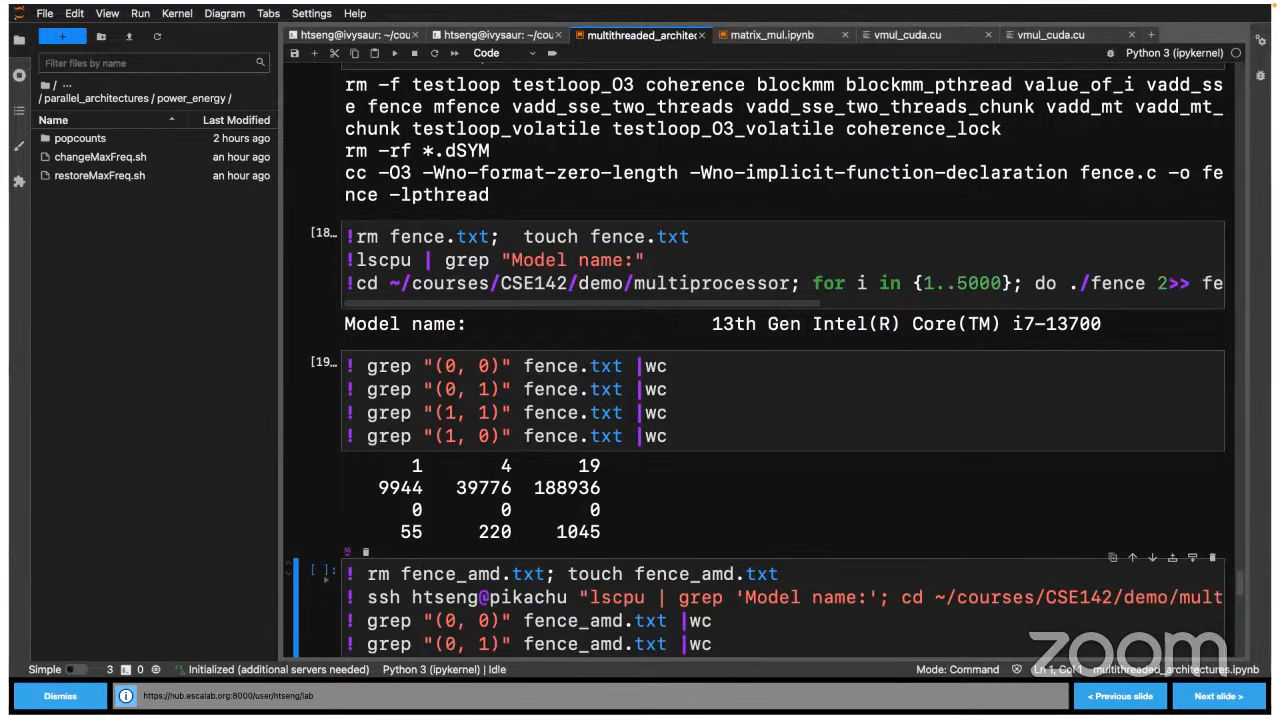 File Edit View Run Kernel Diagram Tabs Settings Help
htseng@ivysaur: ~/cou htseng@ivysaur: ~/cou multithreaded_architec matrix_mul.ipynb vmul_cuda.cu vmul_cuda.cu
Code Python 3 (ipykernel)
Filter files by name
/ ...
/ parallel_architectures / power_energy /
Name Last Modified
popcounts 2 hours ago
changeMaxFreq.sh an hour ago
restoreMaxFreq.sh an hour ago
rm -f testloop testloop_O3 coherence blockmm blockmm_pthread value_of_i vadd_ss
e fence mfence vadd_sse_two_threads vadd_sse_two_threads_chunk vadd_mt vadd_mt_
chunk testloop_volatile testloop_O3_volatile coherence_lock
rm -rf *.dSYM
cc -O3 -Wno-format-zero-length -Wno-implicit-function-declaration fence.c -o fe
nce -lpthread
[18…
!rm fence.txt; touch fence.txt
!lscpu | grep "Model name:"
!cd ~/courses/CSE142/demo/multiprocessor; for i in {1..5000}; do ./fence 2>> fe
Model name: 13th Gen Intel(R) Core(TM) i7-13700
[19…
! grep "(0, 0)" fence.txt |wc
! grep "(0, 1)" fence.txt |wc
! grep "(1, 1)" fence.txt |wc
! grep "(1, 0)" fence.txt |wc
1 4 19
9944 39776 188936
0 0 0
55 220 1045
[ ]:
! rm fence_amd.txt; touch fence_amd.txt
! ssh htseng@pikachu "lscpu | grep 'Model name:'; cd ~/courses/CSE142/demo/mult
! grep "(0, 0)" fence_amd.txt |wc
! grep "(0, 1)" fence_amd.txt |wc
Simple 3 0 Initialized (additional servers needed) Python 3 (ipykernel) | Idle Mode: Command Ln 1, Col 1 multithreaded_architectures.ipynb
zoom
Dismiss https://hub.escalab.org:8000/user/htseng/lab < Previous slide Next slide >